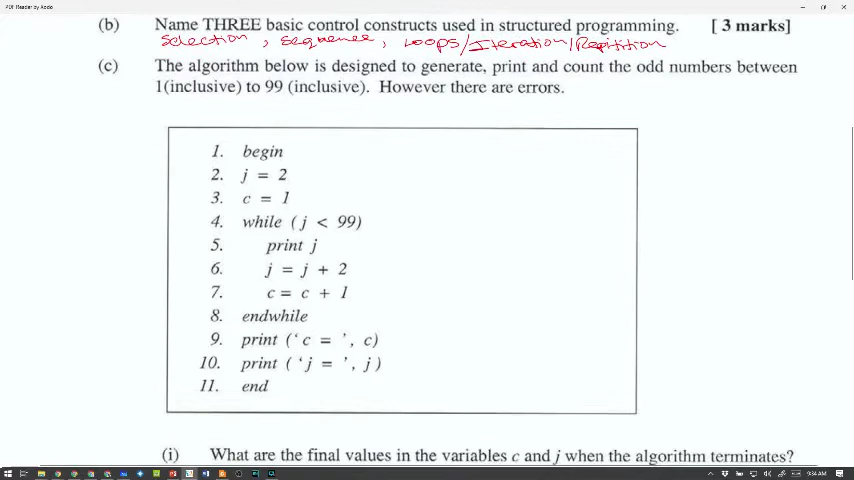 PDF Reader by Xodo
(b) Name THREE basic control constructs used in structured programming. [ 3 marks]
selection , sequence , Loops/Iteration/Repitition
(c) The algorithm below is designed to generate, print and count the odd numbers between
1(inclusive) to 99 (inclusive). However there are errors.
1. begin
2. j = 2
3. c = 1
4. while ( j < 99)
5. print j
6. j = j + 2
7. c = c + 1
8. endwhile
9. print (‘ c = ’, c)
10. print ( ‘j = ’, j )
11. end
(i) What are the final values in the variables c and j when the algorithm terminates?
9:34 AM